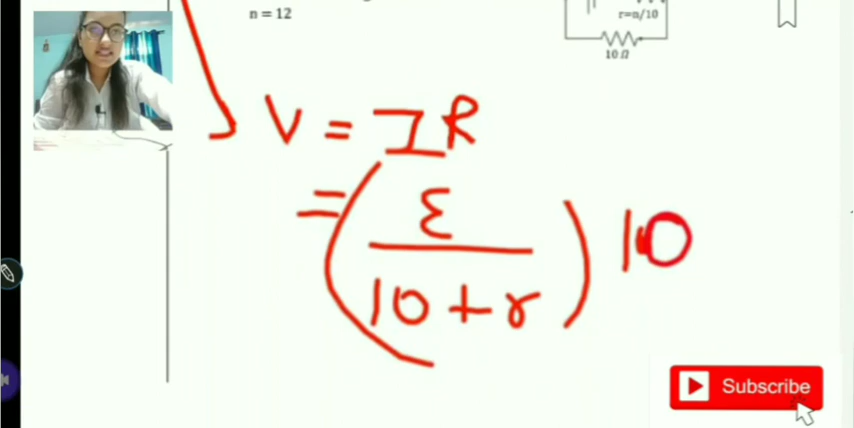 n = 12
r=n/10
10 Ω
V = IR
= ( ε / 10 + r ) 10
Subscribe